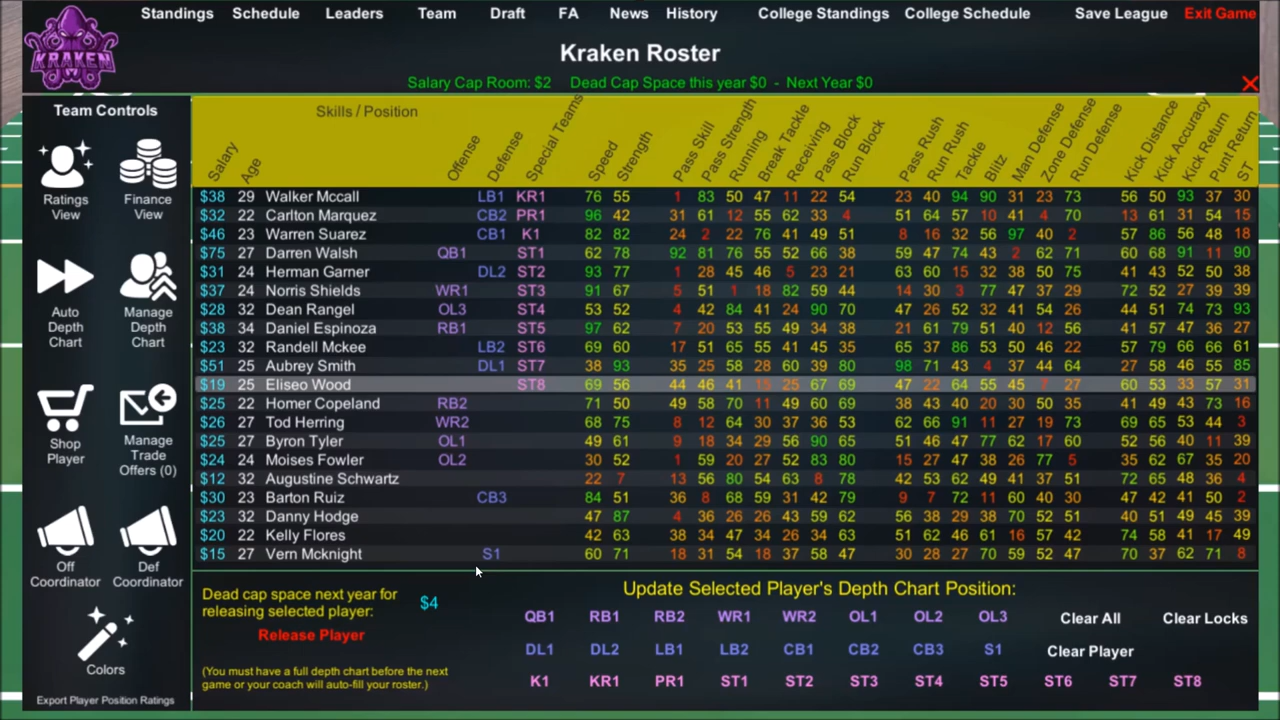 Standings Schedule Leaders Team Draft FA News History College Standings College Schedule Save League Exit Game
KRAKEN
Kraken Roster
Salary Cap Room: $2 Dead Cap Space this year $0 - Next Year $0
Team Controls
Ratings View
Finance View
Auto Depth Chart
Manage Depth Chart
Shop Player
Manage Trade Offers (0)
Off Coordinator
Def Coordinator
Colors
Export Player Position Ratings
Skills / Position
Salary Age Offense Defense Special Teams Speed Strength Pass Skill Pass Strength Running Break Tackle Receiving Pass Block Run Block Pass Rush Run Rush Tackle Blitz Man Defense Zone Defense Run Defense Kick Distance Kick Accuracy Kick Return Punt Return ST
$38 29 Walker Mccall LB1 KR1 76 55 1 83 50 47 11 22 54 23 40 94 90 31 23 73 56 50 93 37 30
$32 22 Carlton Marquez CB2 PR1 96 42 31 61 12 55 62 33 4 51 64 57 10 41 4 70 13 61 31 54 15
$46 23 Warren Suarez CB1 K1 82 82 24 2 22 76 41 49 51 8 16 32 56 97 40 2 57 86 56 48 18
$75 27 Darren Walsh QB1 ST1 62 78 92 81 76 55 52 66 38 59 47 74 43 2 62 71 60 68 91 11 90
$31 24 Herman Garner DL2 ST2 93 77 1 28 45 46 5 23 21 63 60 15 32 38 50 75 41 43 52 50 38
$37 24 Norris Shields WR1 ST3 91 67 5 51 1 18 82 59 44 14 30 3 77 47 37 29 72 52 27 39 39
$28 32 Dean Rangel OL3 ST4 53 52 4 42 84 41 24 90 70 47 26 52 32 41 54 26 44 51 74 73 93
$38 34 Daniel Espinoza RB1 ST5 97 62 7 20 53 55 49 34 38 21 61 79 51 40 12 56 41 57 47 36 27
$23 32 Randell Mckee LB2 ST6 69 60 17 51 65 55 41 45 35 65 37 86 53 50 46 22 57 79 66 66 61
$51 25 Aubrey Smith DL1 ST7 38 93 35 25 58 28 60 39 37 98 71 43 4 37 44 64 27 58 46 55 85
$19 25 Eliseo Wood ST8 69 56 44 46 41 15 25 67 69 47 22 64 55 45 7 27 60 53 33 57 31
$25 22 Homer Copeland RB2 71 50 49 58 70 11 49 60 69 38 43 40 20 30 50 35 41 49 43 73 16
$26 27 Tod Herring WR2 68 75 8 12 64 30 37 36 53 62 66 91 11 27 19 73 69 65 53 44 3
$25 27 Byron Tyler OL1 49 61 9 18 34 29 56 90 65 51 46 47 77 62 17 60 52 56 40 11 39
$24 24 Moises Fowler OL2 30 52 1 59 20 27 52 83 80 15 27 47 38 26 77 5 35 62 67 35 20
$12 32 Augustine Schwartz 22 7 13 56 80 54 63 8 78 42 53 62 49 41 37 51 72 65 48 36 4
$30 23 Barton Ruiz CB3 84 51 36 8 68 59 31 42 79 9 7 72 11 60 40 30 47 42 41 50 2
$23 32 Danny Hodge 47 87 4 36 26 26 43 59 62 56 38 29 38 70 52 51 40 51 49 45 39
$20 22 Kelly Flores 42 63 38 34 47 34 26 34 63 51 62 46 61 16 57 42 74 58 41 17 49
$15 27 Vern Mcknight S1 60 71 18 31 54 18 37 58 47 30 28 27 70 59 52 47 70 37 62 71 8
Dead cap space next year for releasing selected player: $4
Release Player
(You must have a full depth chart before the next game or your coach will auto-fill your roster.)
Update Selected Player's Depth Chart Position:
QB1 RB1 RB2 WR1 WR2 OL1 OL2 OL3 Clear All Clear Locks
DL1 DL2 LB1 LB2 CB1 CB2 CB3 S1 Clear Player
K1 KR1 PR1 ST1 ST2 ST3 ST4 ST5 ST6 ST7 ST8